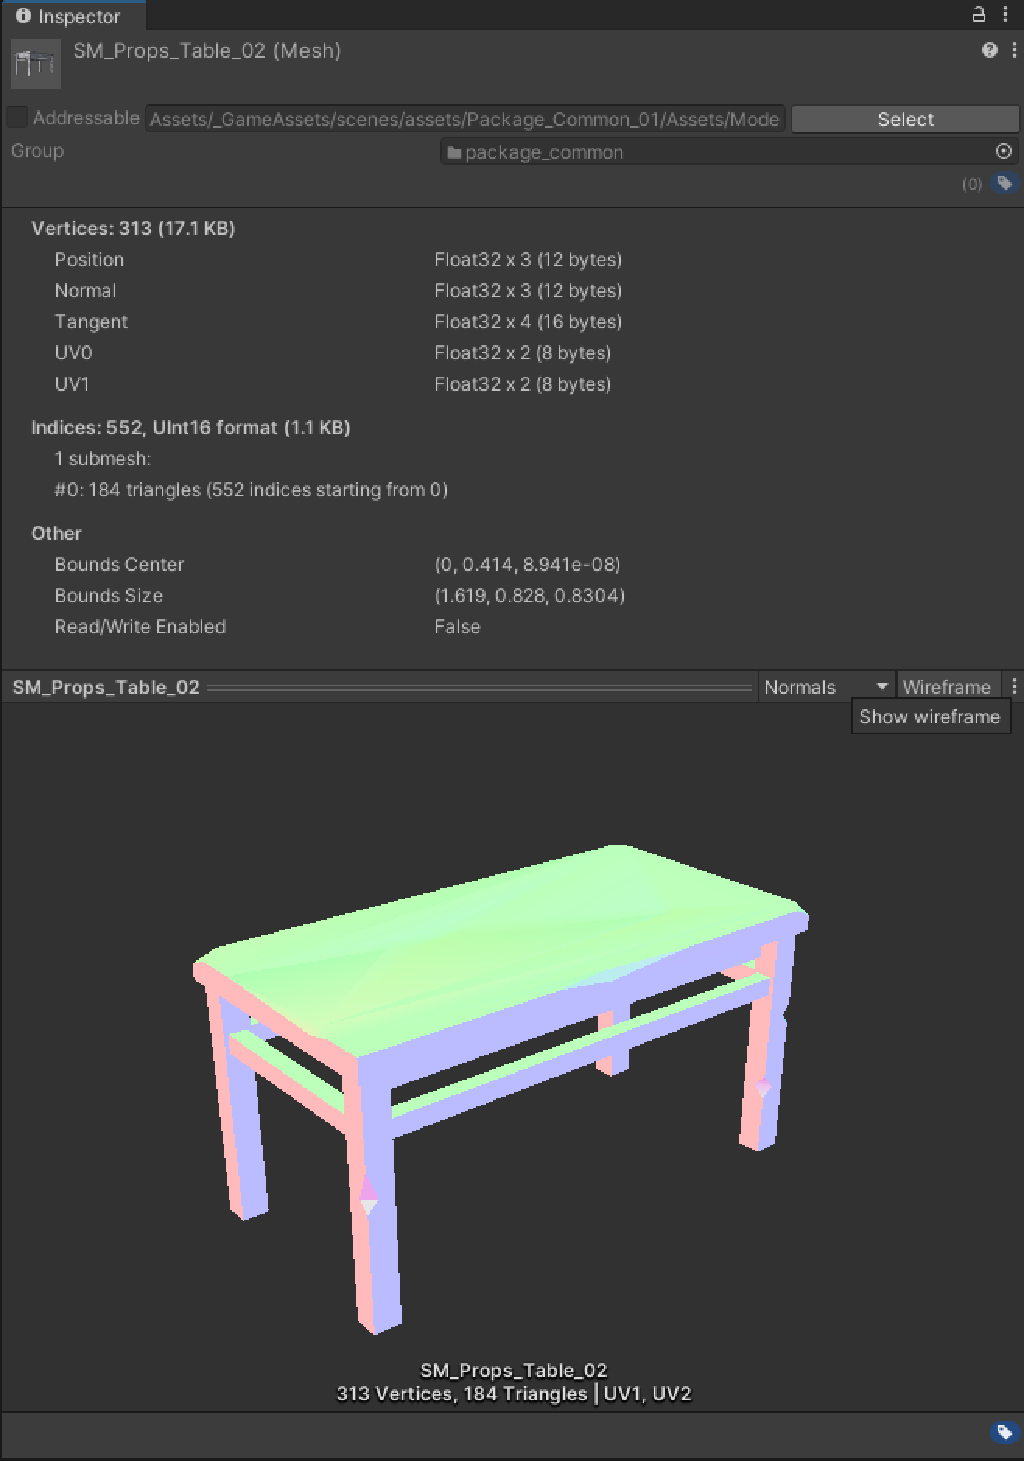 Inspector
SM_Props_Table_02 (Mesh)
Addressable Assets/_GameAssets/scenes/assets/Package_Common_01/Assets/Mode Select
Group package_common
(0)
Vertices: 313 (17.1 KB)
Position Float32 x 3 (12 bytes)
Normal Float32 x 3 (12 bytes)
Tangent Float32 x 4 (16 bytes)
UV0 Float32 x 2 (8 bytes)
UV1 Float32 x 2 (8 bytes)
Indices: 552, UInt16 format (1.1 KB)
1 submesh:
#0: 184 triangles (552 indices starting from 0)
Other
Bounds Center (0, 0.414, 8.941e-08)
Bounds Size (1.619, 0.828, 0.8304)
Read/Write Enabled False
SM_Props_Table_02 Normals Wireframe
Show wireframe
SM_Props_Table_02
313 Vertices, 184 Triangles | UV1, UV2